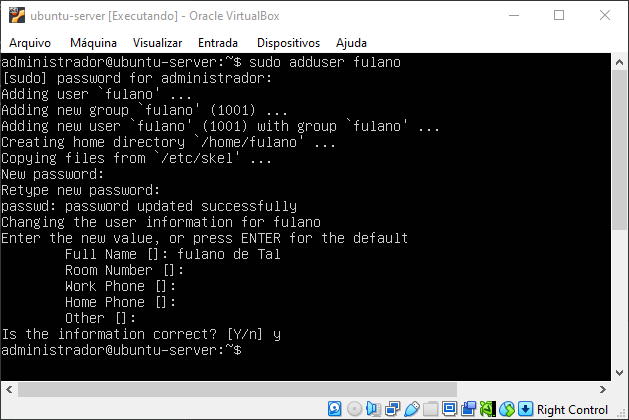 ubuntu-server [Executando] - Oracle VirtualBox
Arquivo Máquina Visualizar Entrada Dispositivos Ajuda
administrador@ubuntu-server:~$ sudo adduser fulano
[sudo] password for administrador:
Adding user `fulano' ...
Adding new group `fulano' (1001) ...
Adding new user `fulano' (1001) with group `fulano' ...
Creating home directory `/home/fulano' ...
Copying files from `/etc/skel' ...
New password:
Retype new password:
passwd: password updated successfully
Changing the user information for fulano
Enter the new value, or press ENTER for the default
Full Name []: fulano de Tal
Room Number []:
Work Phone []:
Home Phone []:
Other []:
Is the information correct? [Y/n] y
administrador@ubuntu-server:~$
Right Control